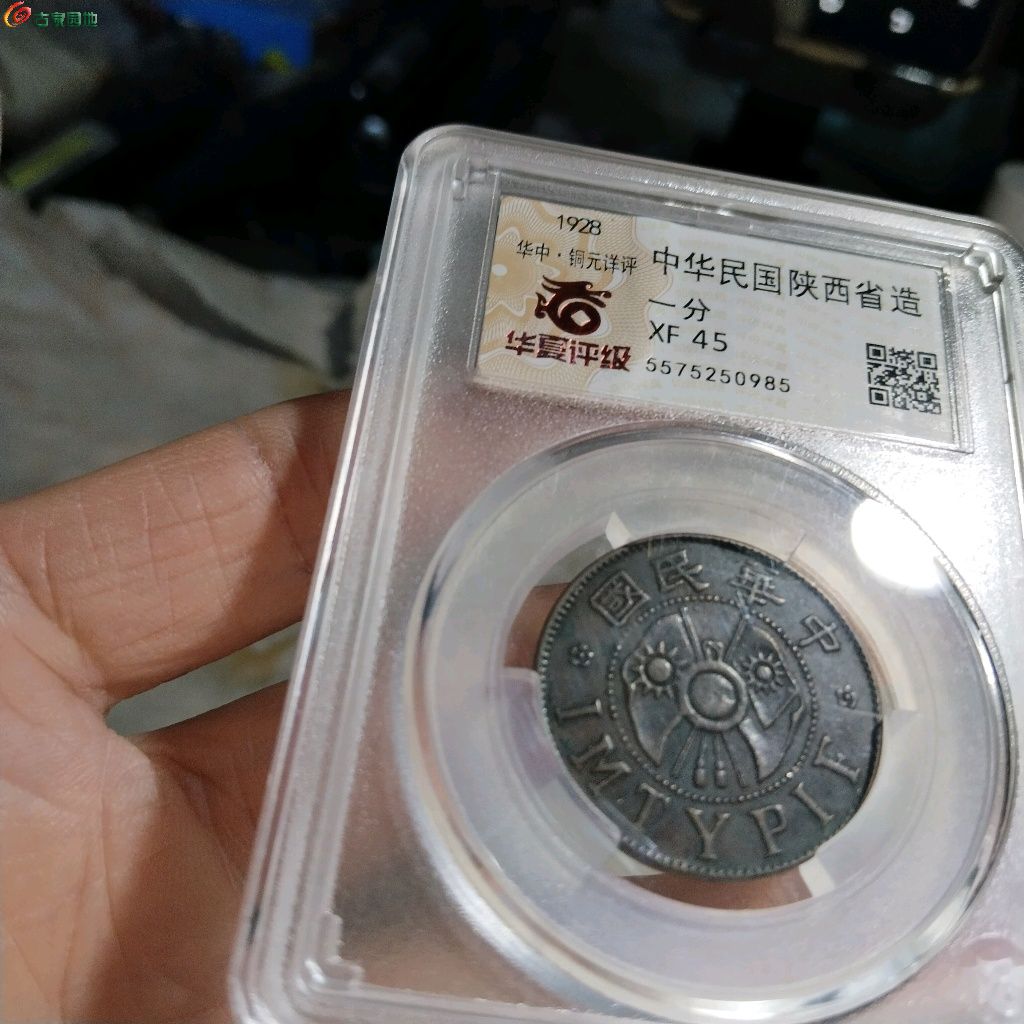 古泉园地
1928
华中·铜元详评
华夏评级
中华民国陕西省造
一分
XF 45
5575250985
中華民國
I M T Y P I F